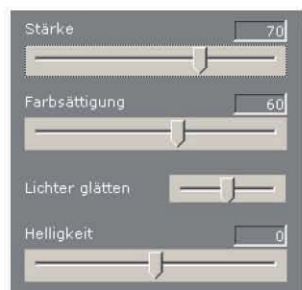 Stärke 70
Farbsättigung 60
Lichter glätten
Helligkeit 0